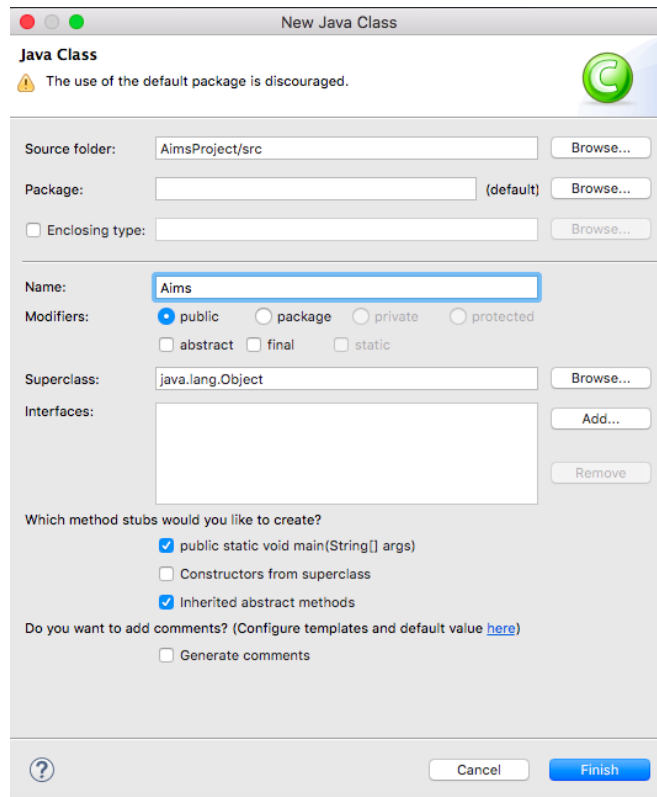 New Java Class
Java Class
The use of the default package is discouraged.
C
Source folder: AimsProject/src Browse...
Package: (default) Browse...
Enclosing type: Browse...
Name: Aims
Modifiers: public package private protected
abstract final static
Superclass: java.lang.Object Browse...
Interfaces: Add...
Remove
Which method stubs would you like to create?
public static void main(String[] args)
Constructors from superclass
Inherited abstract methods
Do you want to add comments? (Configure templates and default value here)
Generate comments
? Cancel Finish